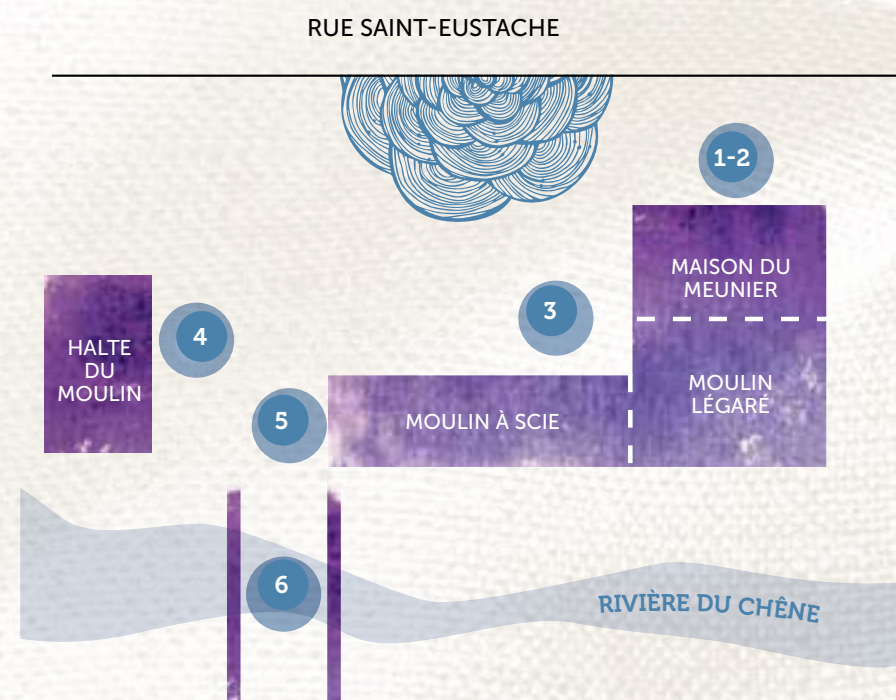 RUE SAINT-EUSTACHE
1-2
MAISON DU
MEUNIER
3
4
HALTE
DU
MOULIN
MOULIN
LÉGARÉ
5
MOULIN À SCIE
6
RIVIÈRE DU CHÊNE